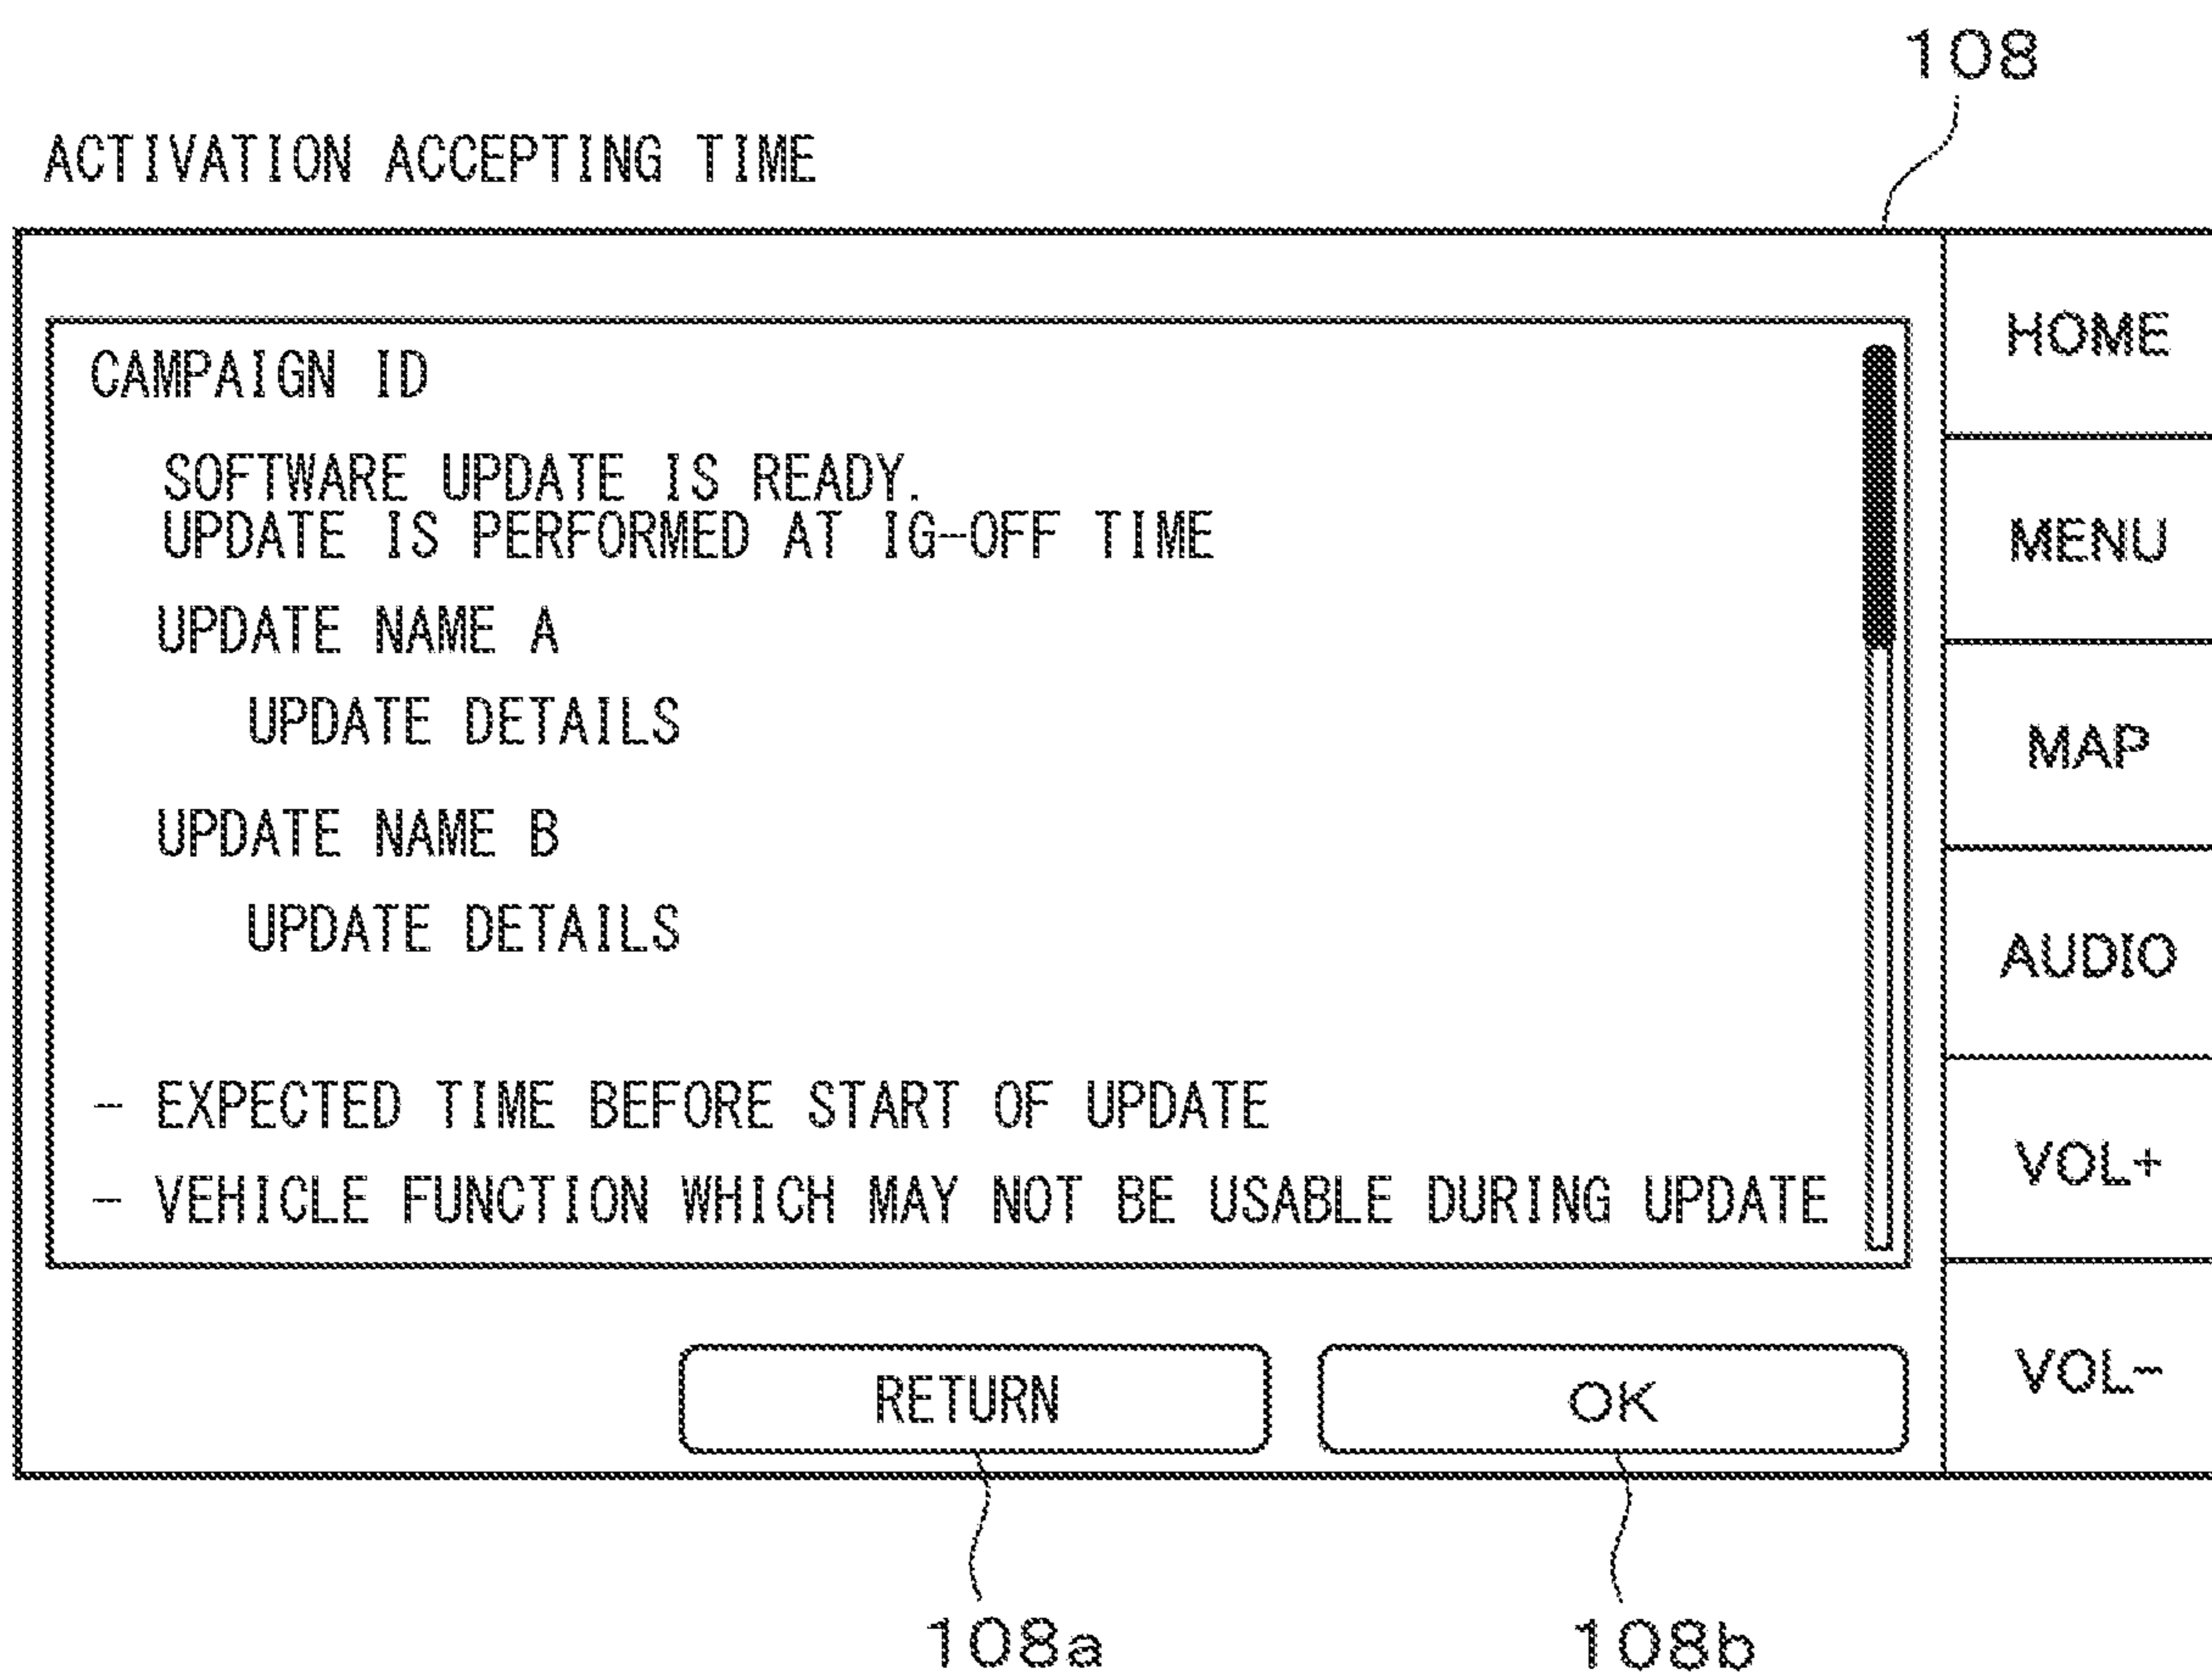 108
ACTIVATION ACCEPTING TIME
CAMPAIGN ID
SOFTWARE UPDATE IS READY.
UPDATE IS PERFORMED AT IG-OFF TIME
UPDATE NAME A
UPDATE DETAILS
UPDATE NAME B
UPDATE DETAILS
- EXPECTED TIME BEFORE START OF UPDATE
- VEHICLE FUNCTION WHICH MAY NOT BE USABLE DURING UPDATE
RETURN
OK
HOME
MENU
MAP
AUDIO
VOL+
VOL-
108a
108b